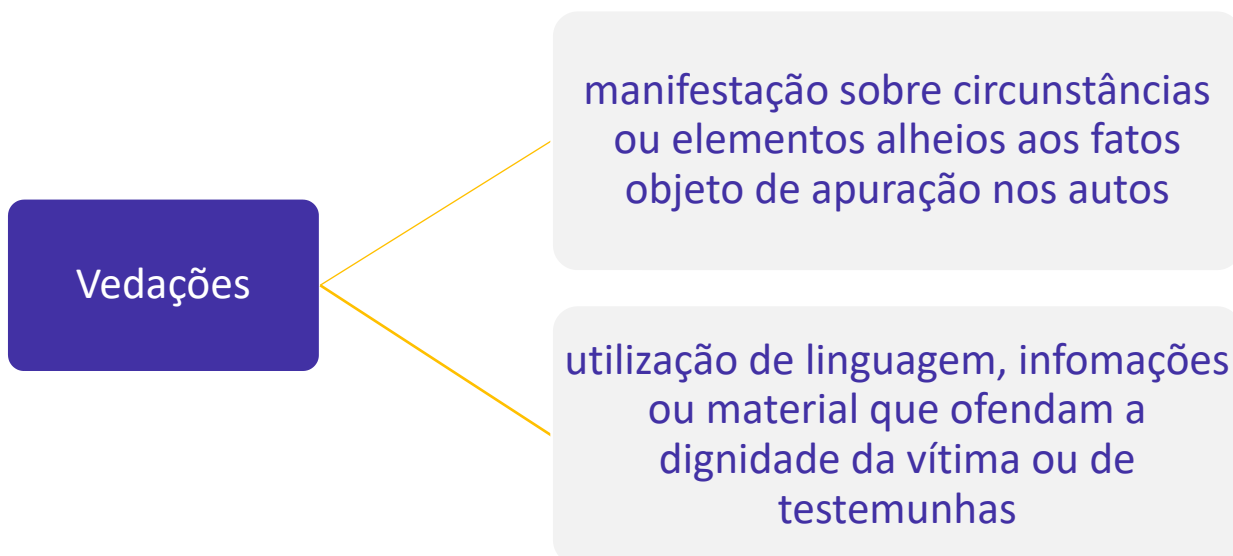 Vedações
manifestação sobre circunstâncias
ou elementos alheios aos fatos
objeto de apuração nos autos
utilização de linguagem, infomações
ou material que ofendam a
dignidade da vítima ou de
testemunhas